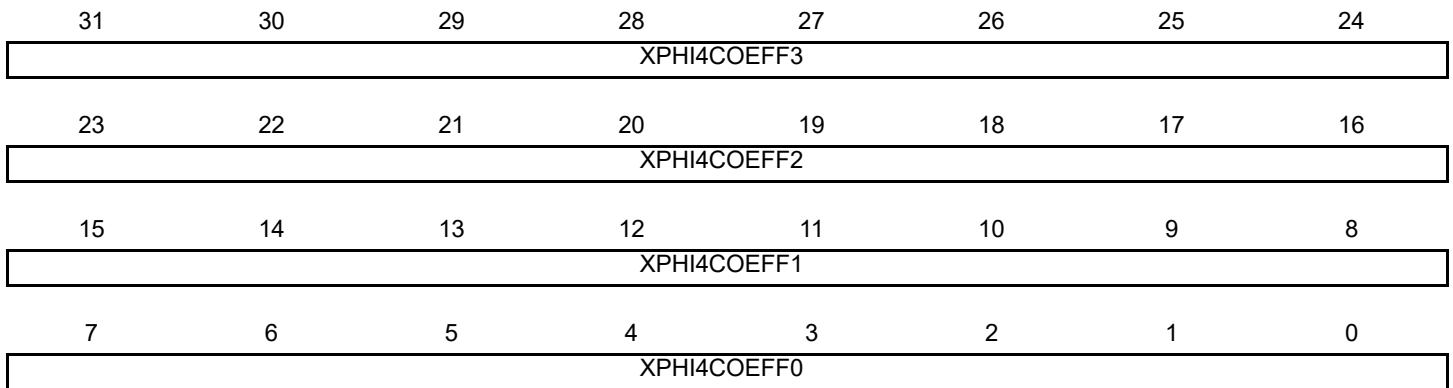 31 30 29 28 27 26 25 24
XPHI4COEFF3
23 22 21 20 19 18 17 16
XPHI4COEFF2
15 14 13 12 11 10 9 8
XPHI4COEFF1
7 6 5 4 3 2 1 0
XPHI4COEFF0